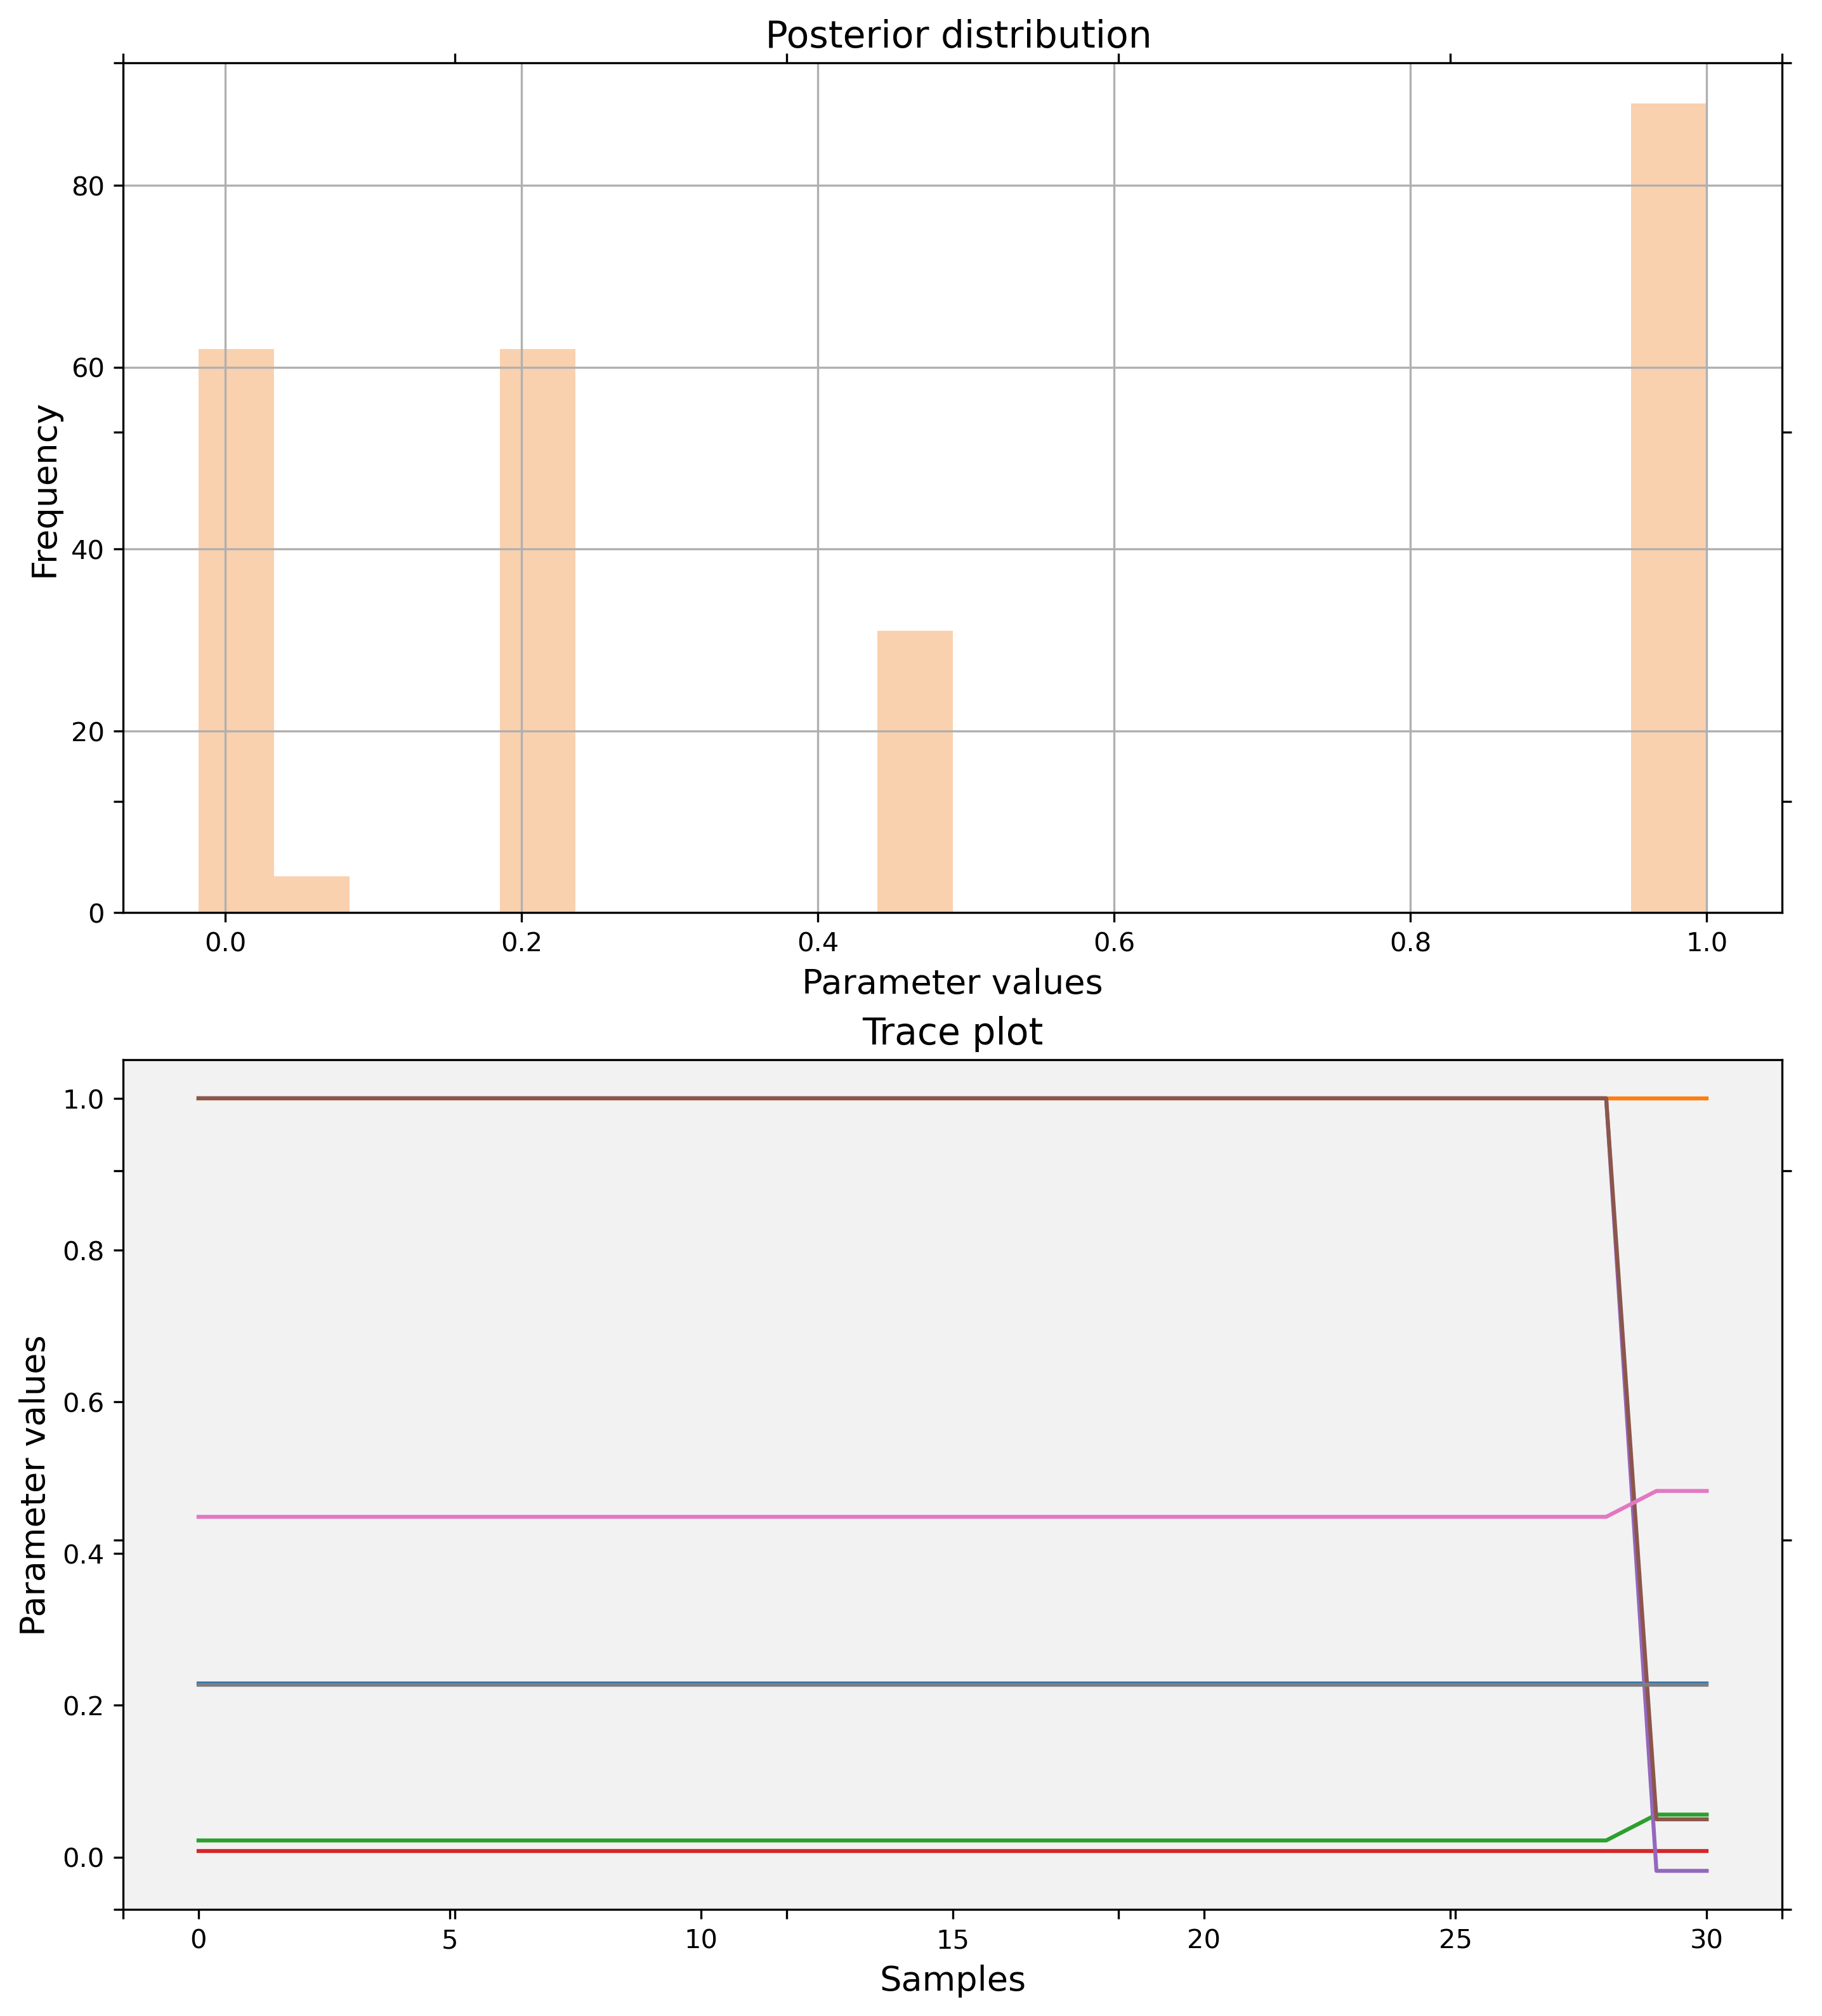 Posterior distribution
Frequency
80
60
40
20
0
0.0 0.2 0.4 0.6 0.8 1.0
Parameter values
Trace plot
Parameter values
1.0
0.8
0.6
0.4
0.2
0.0
0 5 10 15 20 25 30
Samples